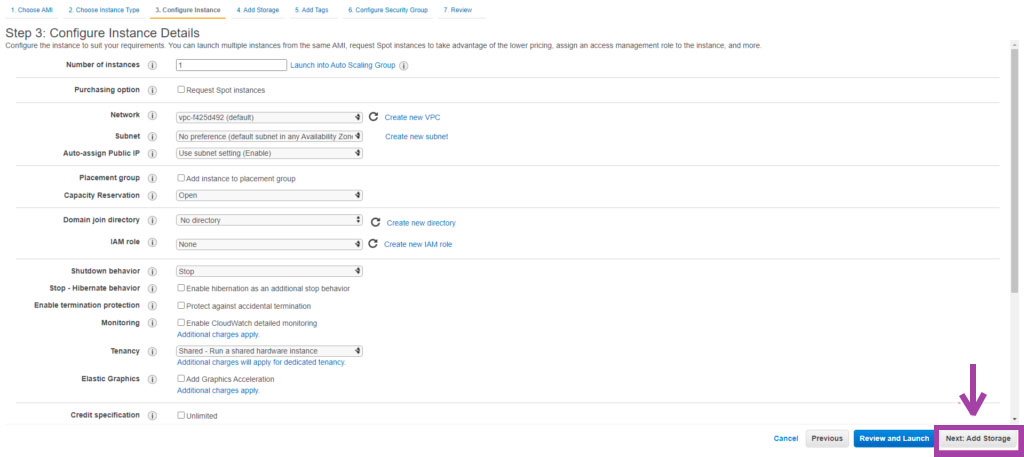 1. Choose AMI 2. Choose Instance Type 3. Configure Instance 4. Add Storage 5. Add Tags 6. Configure Security Group 7. Review
Step 3: Configure Instance Details
Configure the instance to suit your requirements. You can launch multiple instances from the same AMI, request Spot instances to take advantage of the lower pricing, assign an access management role to the instance, and more.
Number of instances i 1 Launch into Auto Scaling Group i
Purchasing option i Request Spot instances
Network i vpc-f425d492 (default) Create new VPC
Subnet i No preference (default subnet in any Availability Zon Create new subnet
Auto-assign Public IP i Use subnet setting (Enable)
Placement group i Add instance to placement group
Capacity Reservation i Open
Domain join directory i No directory Create new directory
IAM role i None Create new IAM role
Shutdown behavior i Stop
Stop - Hibernate behavior i Enable hibernation as an additional stop behavior
Enable termination protection i Protect against accidental termination
Monitoring i Enable CloudWatch detailed monitoring
Additional charges apply.
Tenancy i Shared - Run a shared hardware instance
Additional charges will apply for dedicated tenancy.
Elastic Graphics i Add Graphics Acceleration
Additional charges apply.
Credit specification i Unlimited
Cancel Previous Review and Launch Next: Add Storage